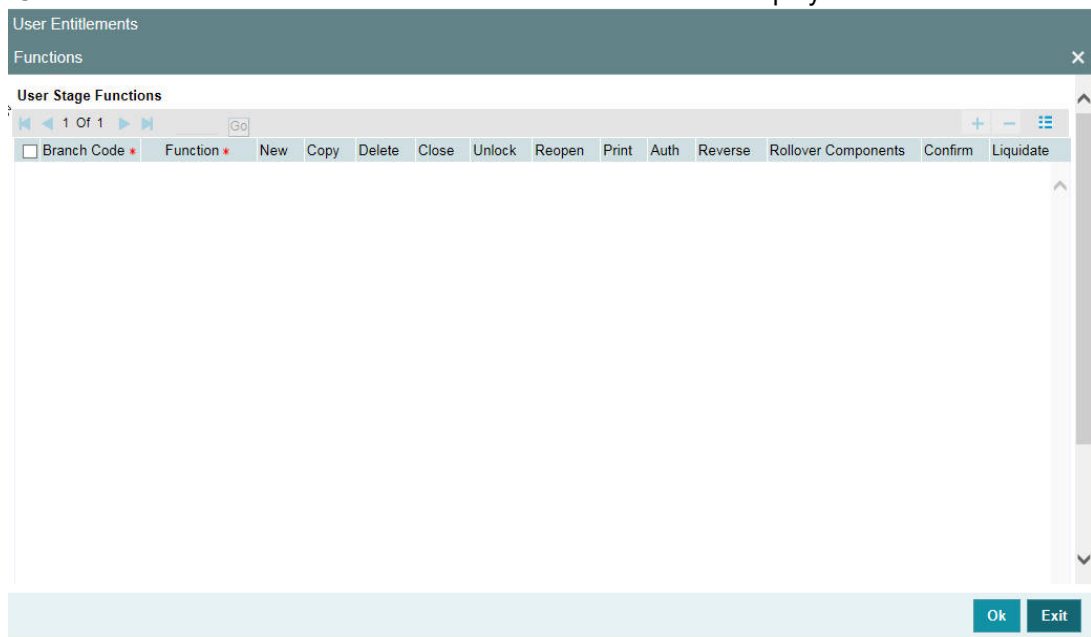 User Entitlements
Functions
User Stage Functions
1 Of 1 Go
Branch Code * Function * New Copy Delete Close Unlock Reopen Print Auth Reverse Rollover Components Confirm Liquidate
Ok Exit